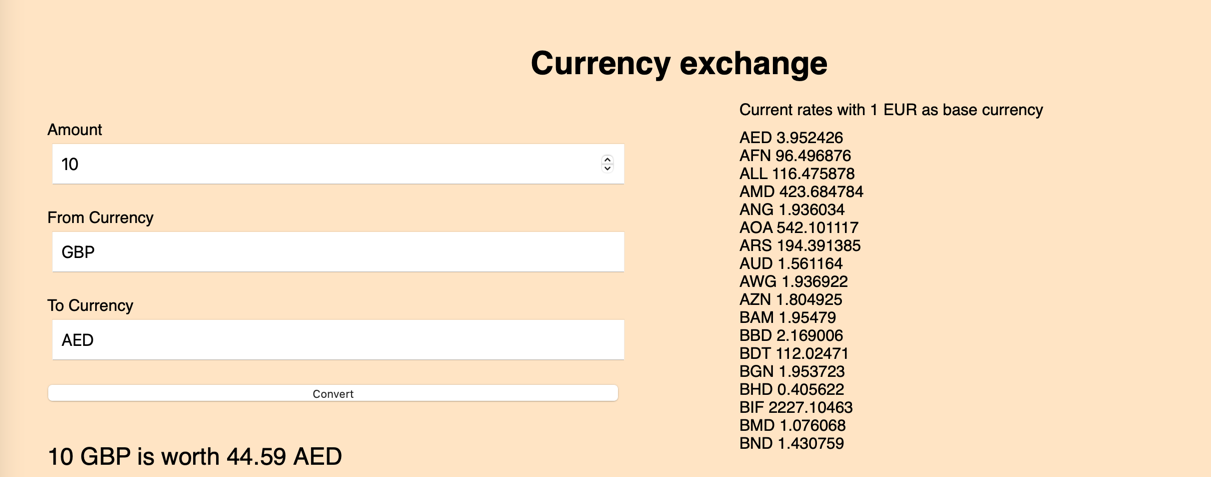 Currency exchange
Amount
10
From Currency
GBP
To Currency
AED
Convert
10 GBP is worth 44.59 AED
Current rates with 1 EUR as base currency
AED 3.952426
AFN 96.496876
ALL 116.475878
AMD 423.684784
ANG 1.936034
AOA 542.101117
ARS 194.391385
AUD 1.561164
AWG 1.936922
AZN 1.804925
BAM 1.95479
BBD 2.169006
BDT 112.02471
BGN 1.953723
BHD 0.405622
BIF 2227.10463
BMD 1.076068
BND 1.430759